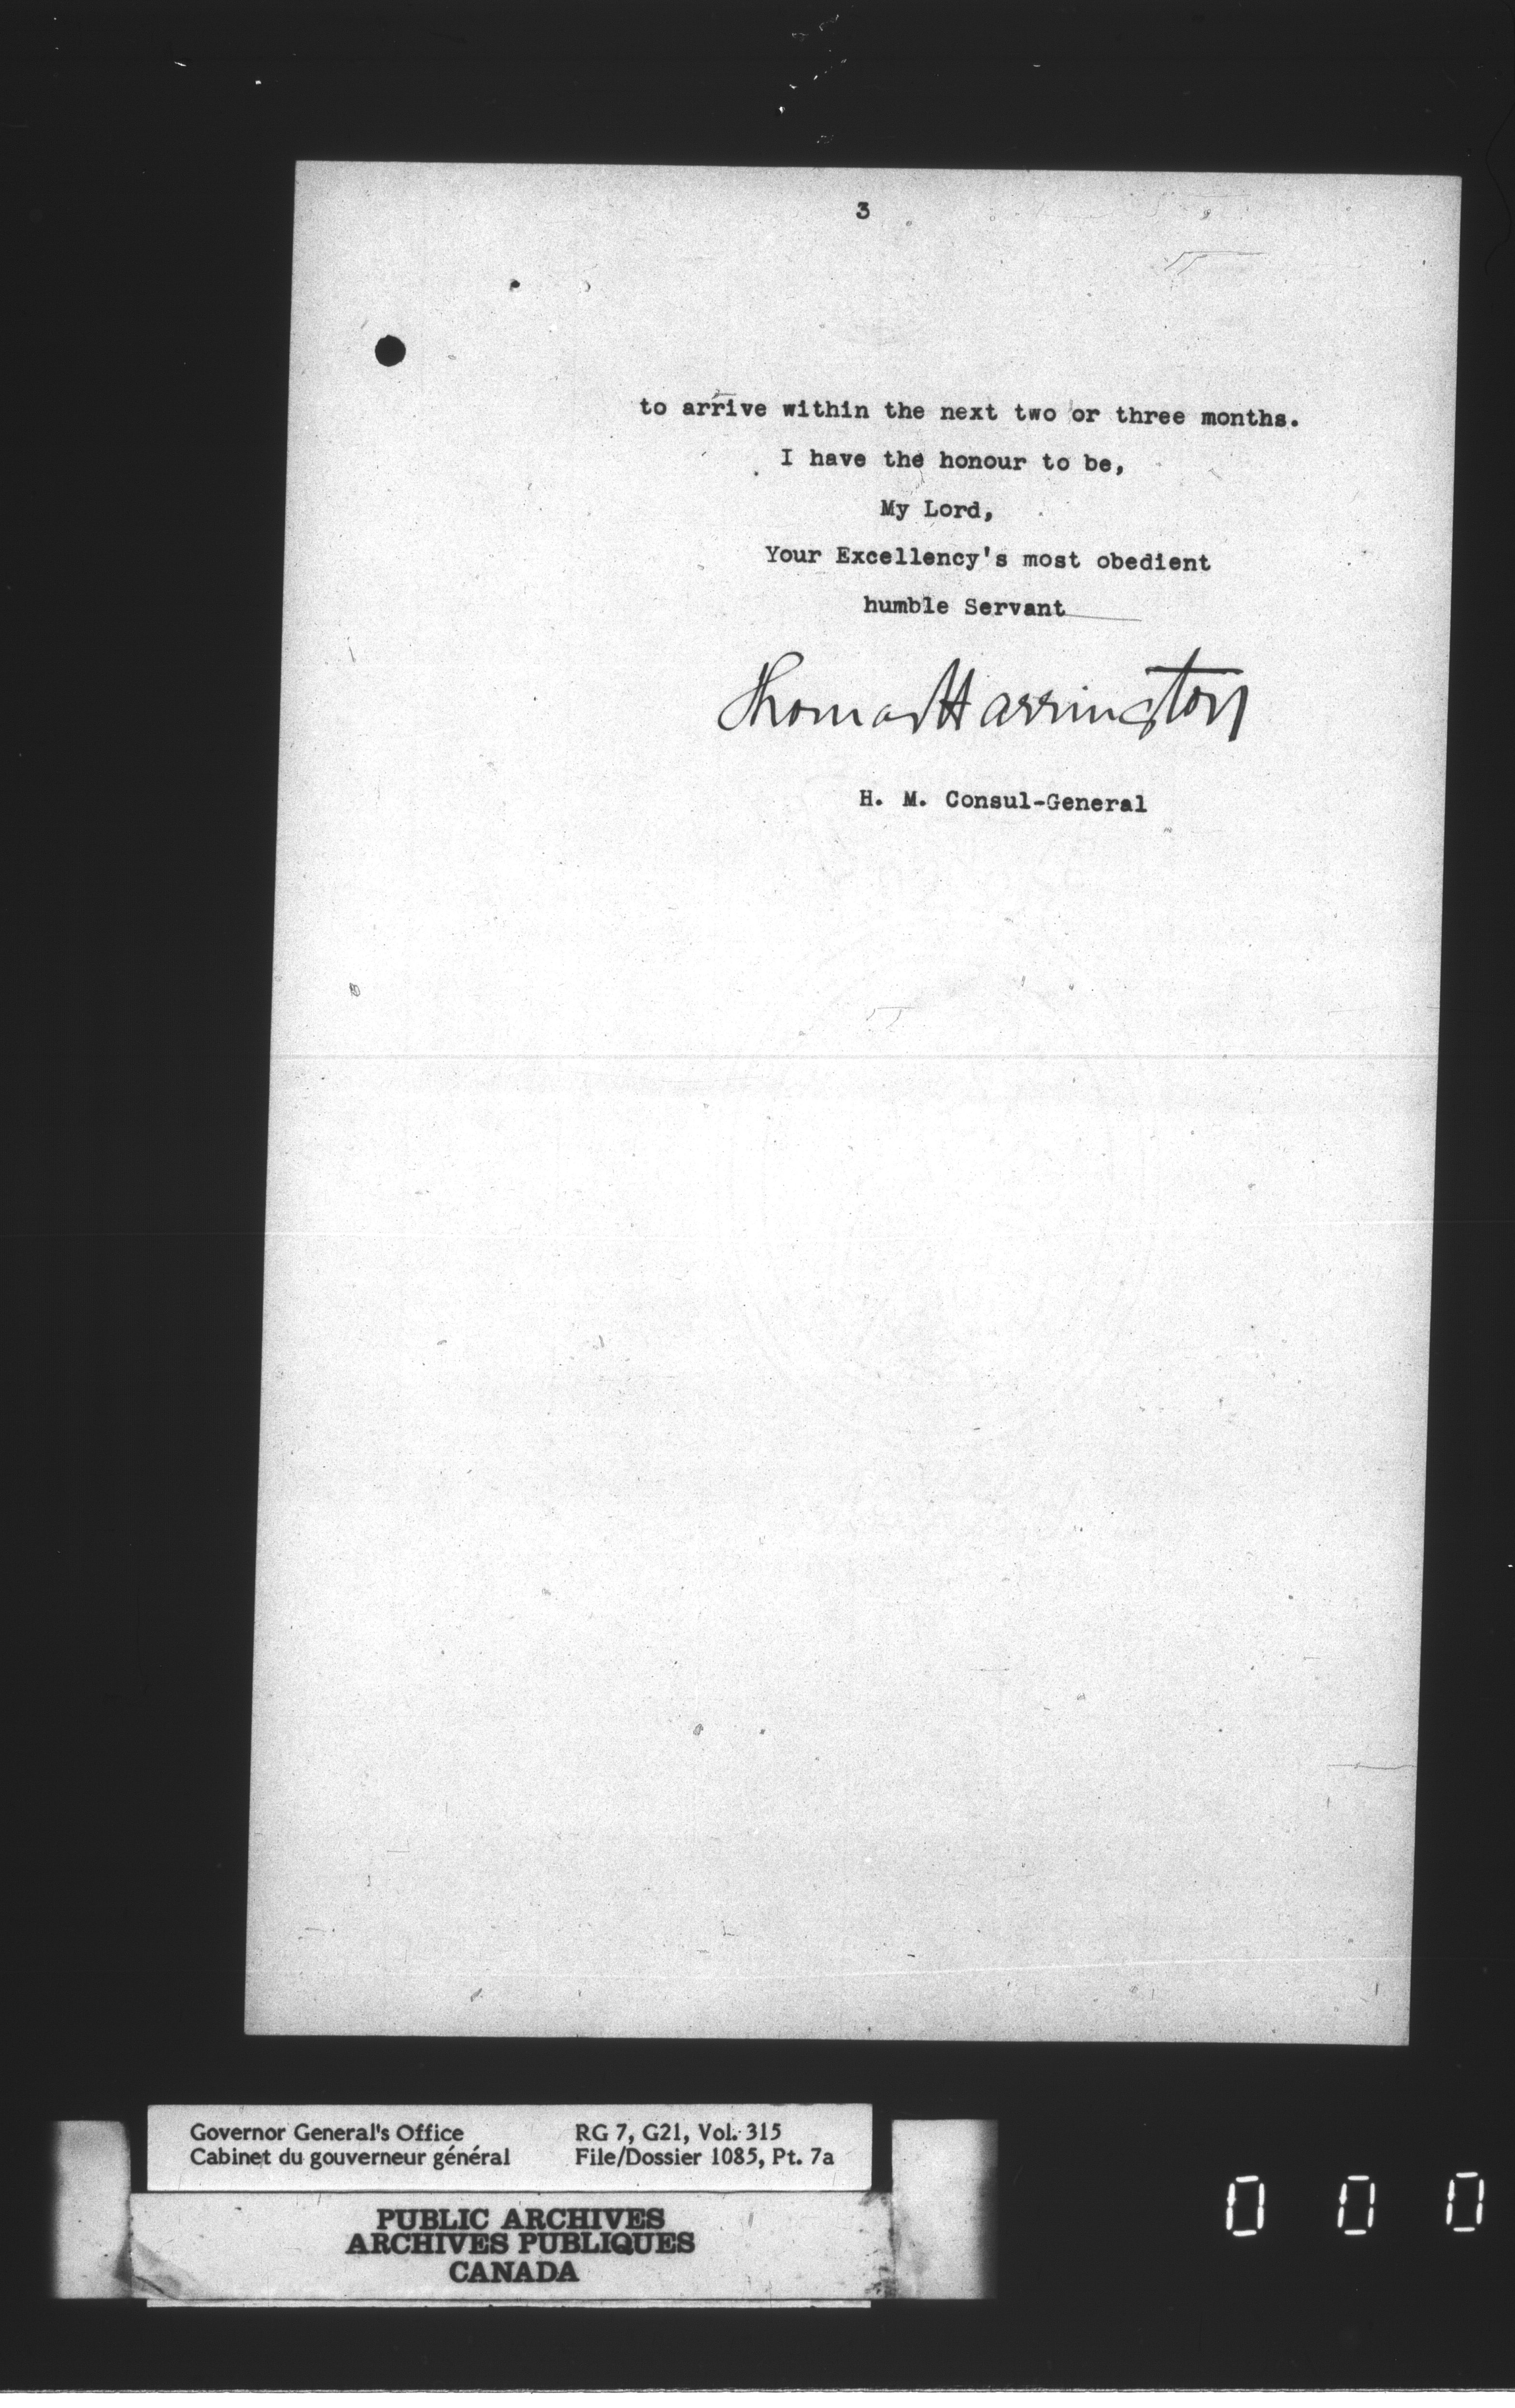 3
to arrive within the next two or three months.
I have the honour to be,
My Lord,
Your Excellency's most obedient
humble Servant
Thomas Harrington
H. M. Consul-General
Governor General's Office RG 7, G21, Vol. 315
Cabinet du gouverneur général File/Dossier 1085, Pt. 7a
PUBLIC ARCHIVES
ARCHIVES PUBLIQUES
CANADA
0 0 0